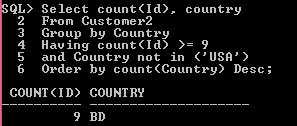 SQL> Select count(Id), country
2 From Customer2
3 Group by Country
4 Having count(Id) >= 9
5 and Country not in ('USA')
6 Order by count(Country) Desc;
COUNT(ID) COUNTRY
---------- ----------
9 BD